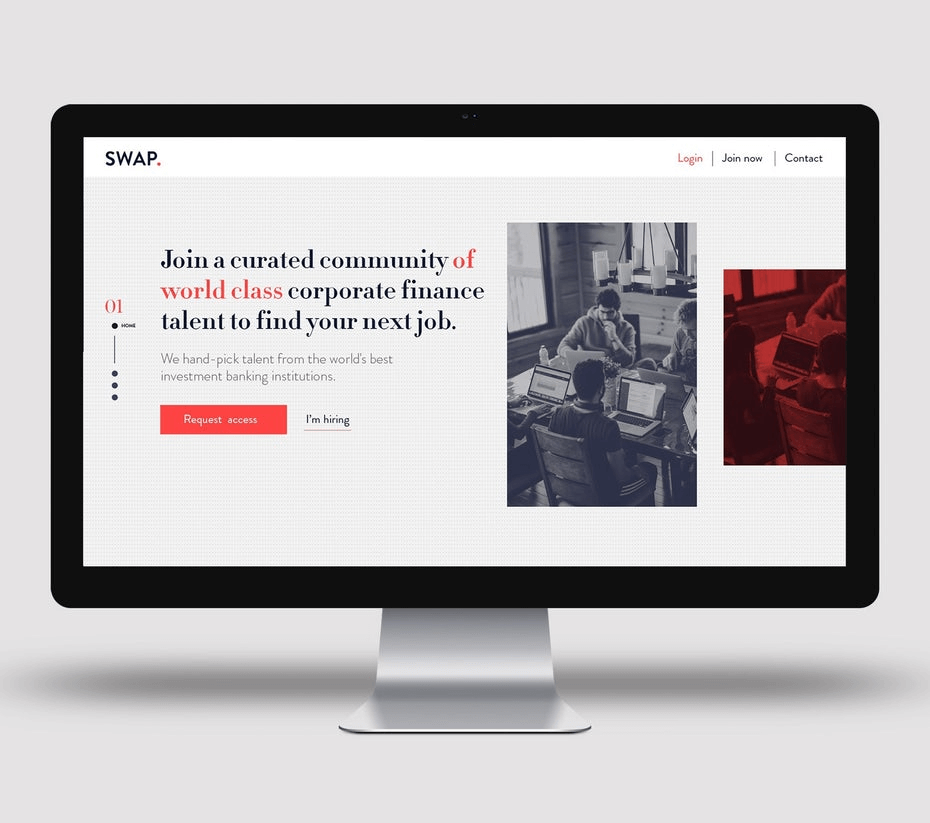 SWAP.
Login
Join now
Contact
Join a curated community of
world class corporate finance
talent to find your next job.
01
HOME
We hand-pick talent from the world's best
investment banking institutions.
Request access
I'm hiring